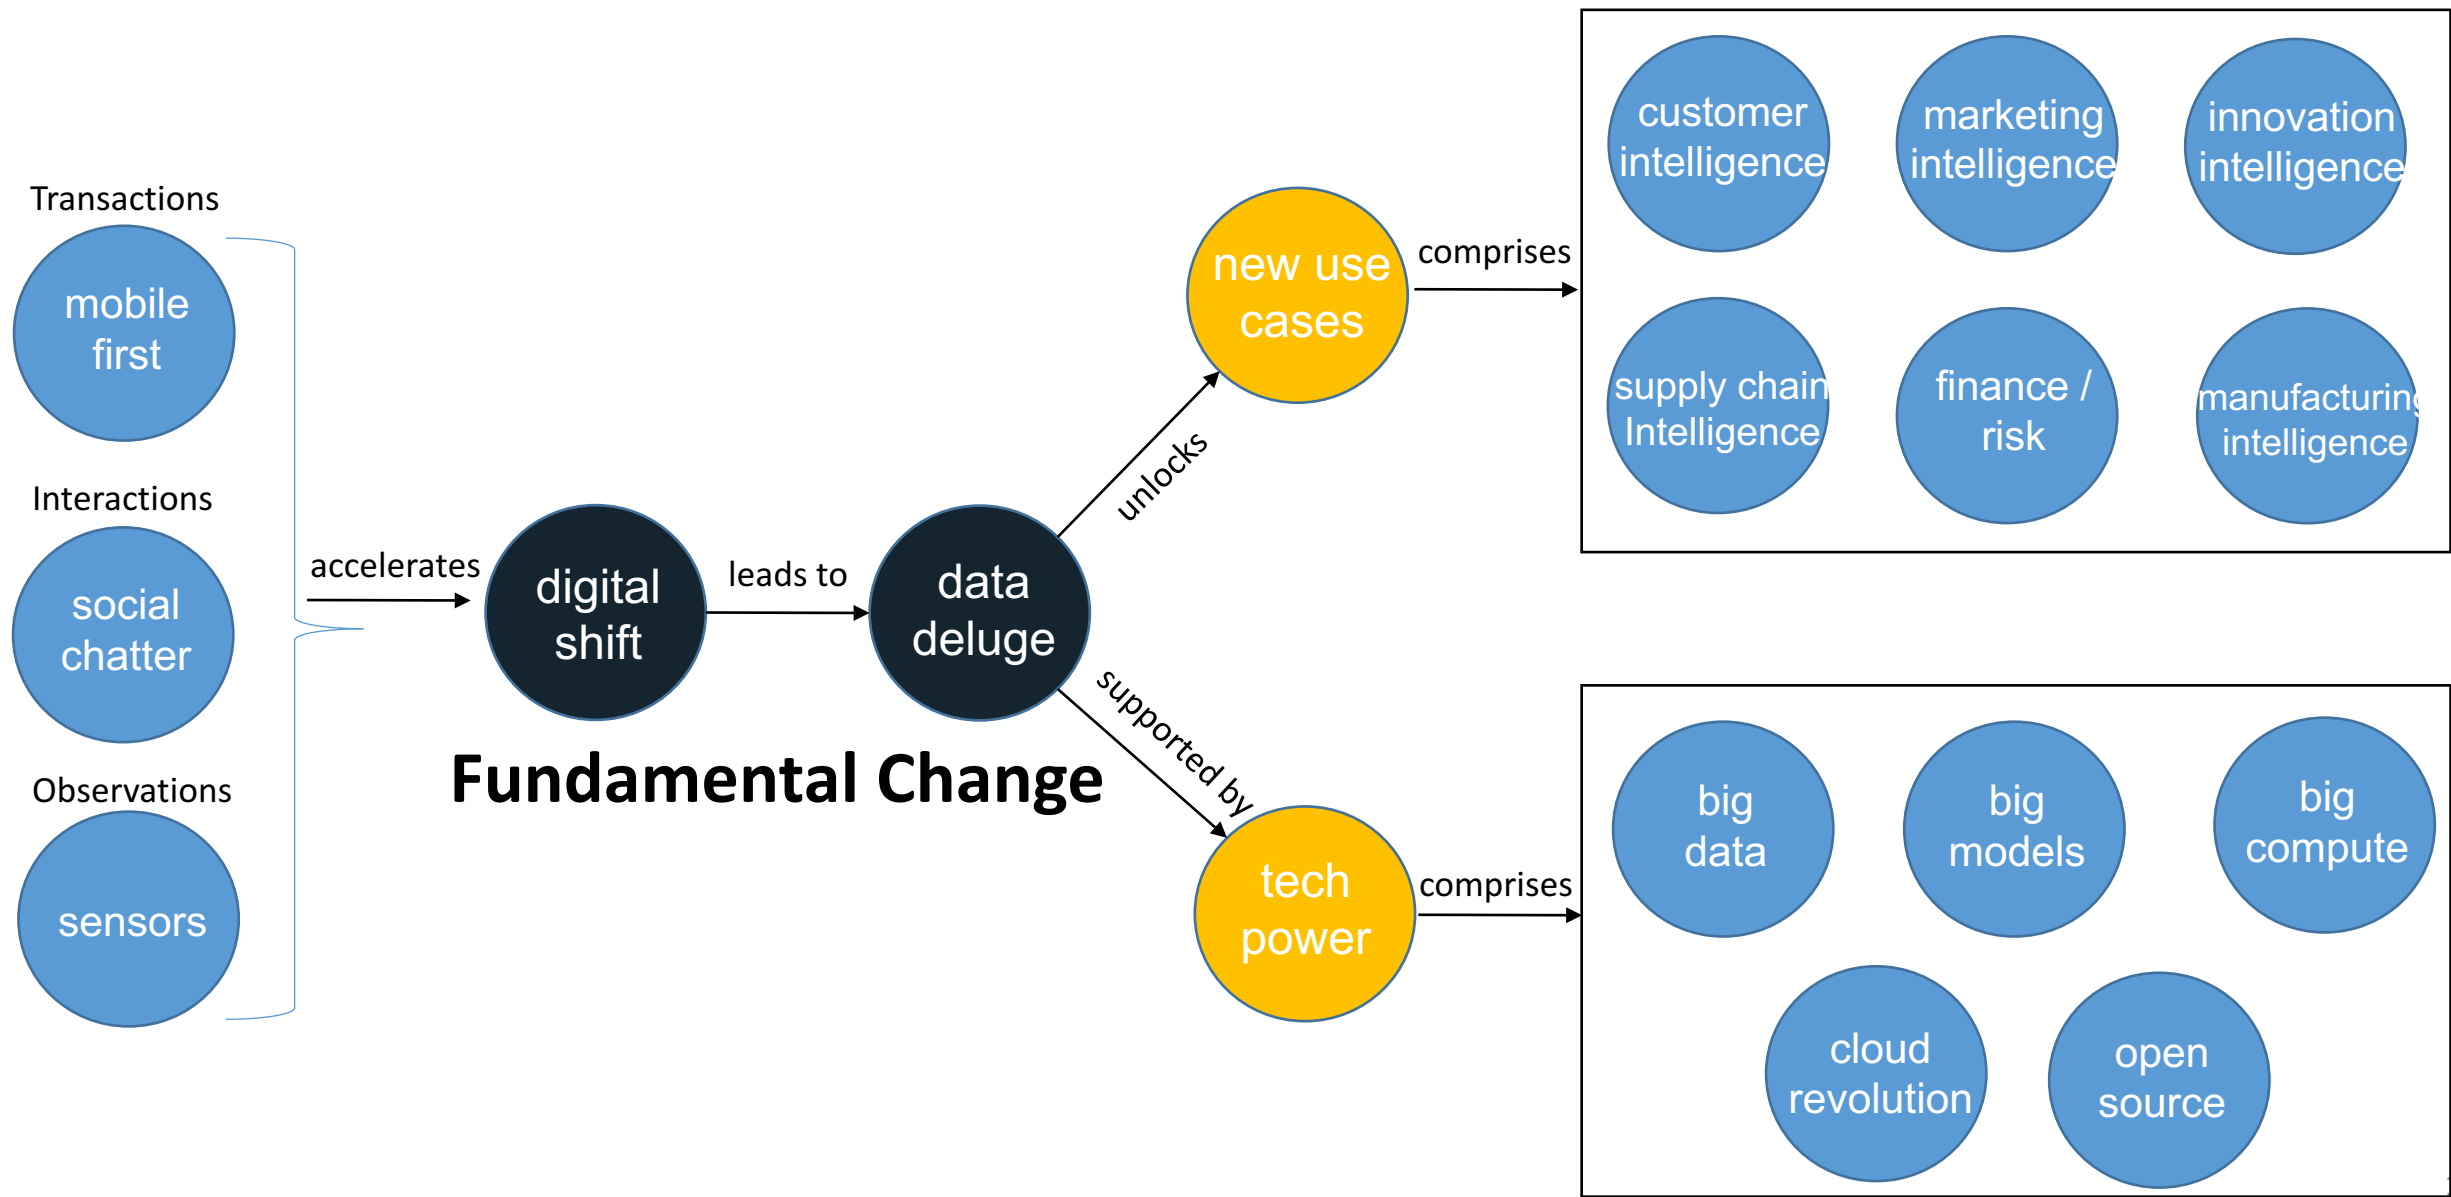 Transactions
mobile
first
Interactions
social
chatter
Observations
sensors
accelerates
digital
shift
leads to
data
deluge
Fundamental Change
unlocks
new use
cases
comprises
customer
intelligence
marketing
intelligence
innovation
intelligence
supply chain
Intelligence
finance /
risk
manufacturing
intelligence
supported by
tech
power
comprises
big
data
big
models
big
compute
cloud
revolution
open
source